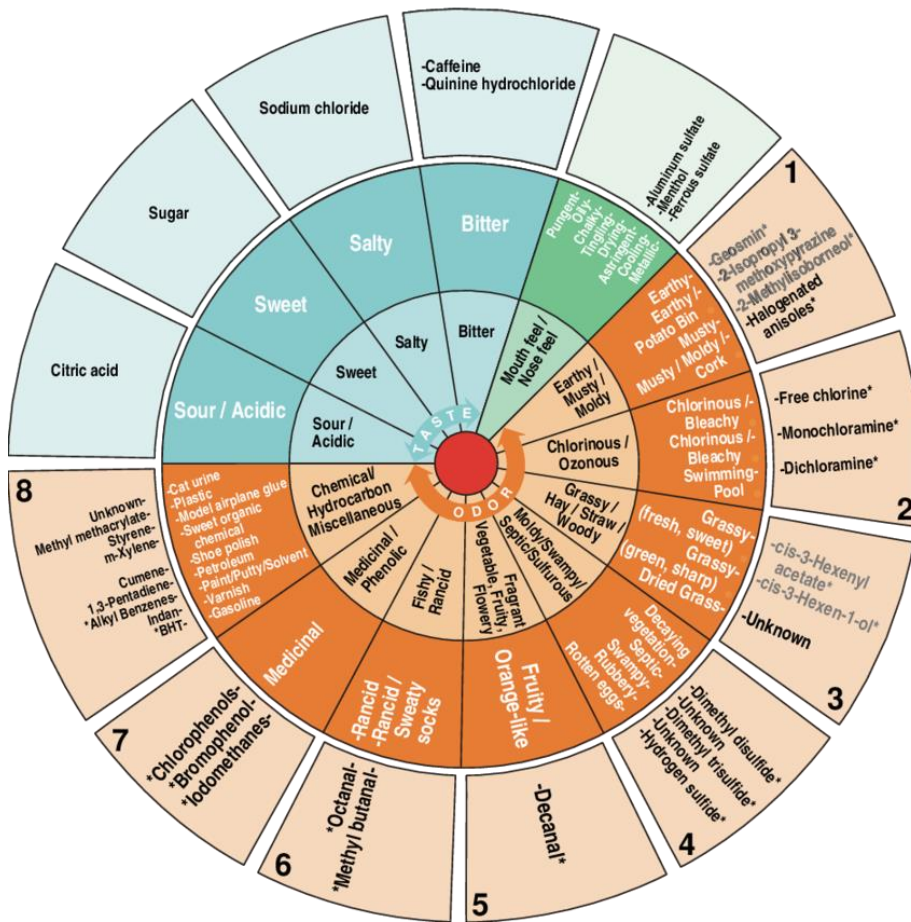 -Caffeine
-Quinine hydrochloride
-Aluminum sulfate
-Menthol
-Ferrous sulfate
1
-Geosmin*
-2-Isopropyl 3-
methoxypyrazine
-2-Methylisoborneol*
-Halogenated
anisoles*
-Free chlorine*
-Monochloramine*
-Dichloramine*
2
-cis-3-Hexenyl
acetate*
-cis-3-Hexen-1-ol*
-Unknown
3
-Dimethyl disulfide*
-Unknown
-Dimethyl trisulfide*
-Unknown
-Hydrogen sulfide*
4
-Decanal*
5
*Octanal-
*Methyl butanal-
6
*Chlorophenols-
*Bromophenol-
*Iodomethanes-
7
8
Unknown-
Methyl methacrylate-
Styrene-
m-Xylene-
Cumene-
1,3-Pentadiene-
*Alkyl Benzenes-
Indan-
*BHT-
Citric acid
Sugar
Sodium chloride
Bitter
Pungent-
Oily-
Chalky-
Tingling-
Drying-
Astringent-
Cooling-
Metallic-
Earthy-
Earthy /-
Potato Bin
Musty-
Musty / Moldy /-
Cork
Chlorinous /-
Bleachy
Chlorinous /-
Bleachy
Swimming-
Pool
Grassy-
(fresh, sweet)
Grassy-
(green, sharp)
Dried Grass-
Decaying
vegetation-
Septic-
Swampy-
Rubbery-
Rotten eggs-
Fruity /
Orange-like
-Rancid
-Rancid /
Sweaty
socks
Medicinal
-Cat urine
-Plastic
-Model airplane glue
-Sweet organic
chemical
-Shoe polish
-Petroleum
-Paint/Putty/Solvent
-Varnish
-Gasoline
Sour / Acidic
Sweet
Salty
Bitter
Mouth feel /
Nose feel
Earthy /
Musty /
Moldy
Chlorinous /
Ozonous
Grassy /
Hay / Straw /
Woody
Moldy/Swampy/
Septic/Sulfurous
Fragrant
Vegetable, Fruity,
Flowery
Fishy /
Rancid
Medicinal /
Phenolic
Chemical/
Hydrocarbon
Miscellaneous
Sour /
Acidic
Sweet
Salty
TASTE
ODOR